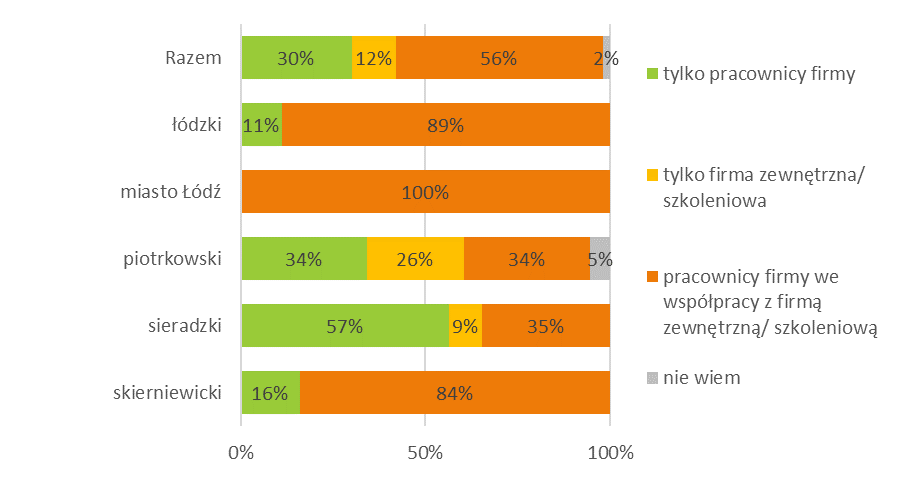 Razem 30% 12% 56% 2%
łódzki 11% 89%
miasto Łódź 100%
piotrkowski 34% 26% 34% 5%
sieradzki 57% 9% 35%
skierniewicki 16% 84%
0% 50% 100%
tylko pracownicy firmy
tylko firma zewnętrzna/
szkoleniowa
pracownicy firmy we
współpracy z firmą
zewnętrzną/ szkoleniową
nie wiem